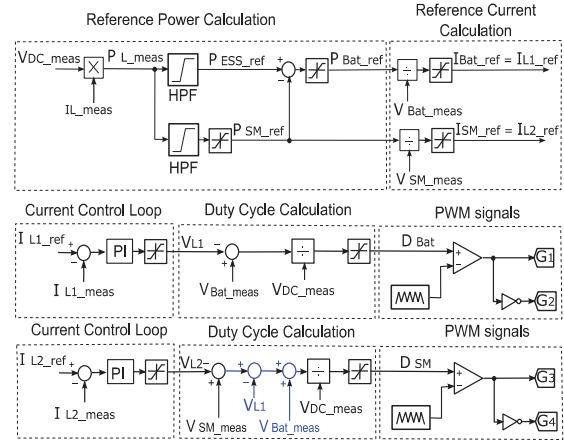 Reference Power Calculation
Reference Current Calculation
VDC_meas
P L_meas
X
IL_meas
HPF
P ESS_ref
+
−
P Bat_ref
÷
V Bat_meas
IBat_ref = IL1_ref
HPF
P SM_ref
÷
V SM_meas
ISM_ref = IL2_ref
Current Control Loop
Duty Cycle Calculation
PWM signals
I L1_ref
+
−
I L1_meas
PI
VL1
−
+
V Bat_meas
÷
VDC_meas
D Bat
+
−
G1
G2
Current Control Loop
Duty Cycle Calculation
PWM signals
I L2_ref
+
−
I L2_meas
PI
VL2
−
+
V SM_meas
+
−
VL1
+
+
V Bat_meas
÷
VDC_meas
D SM
+
−
G3
G4